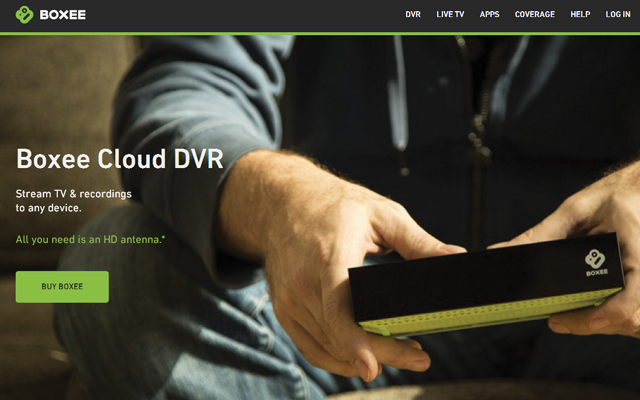 BOXEE
DVR LIVE TV APPS COVERAGE HELP LOG IN
Boxee Cloud DVR
Stream TV & recordings
to any device.
All you need is an HD antenna.*
BUY BOXEE
BOXEE